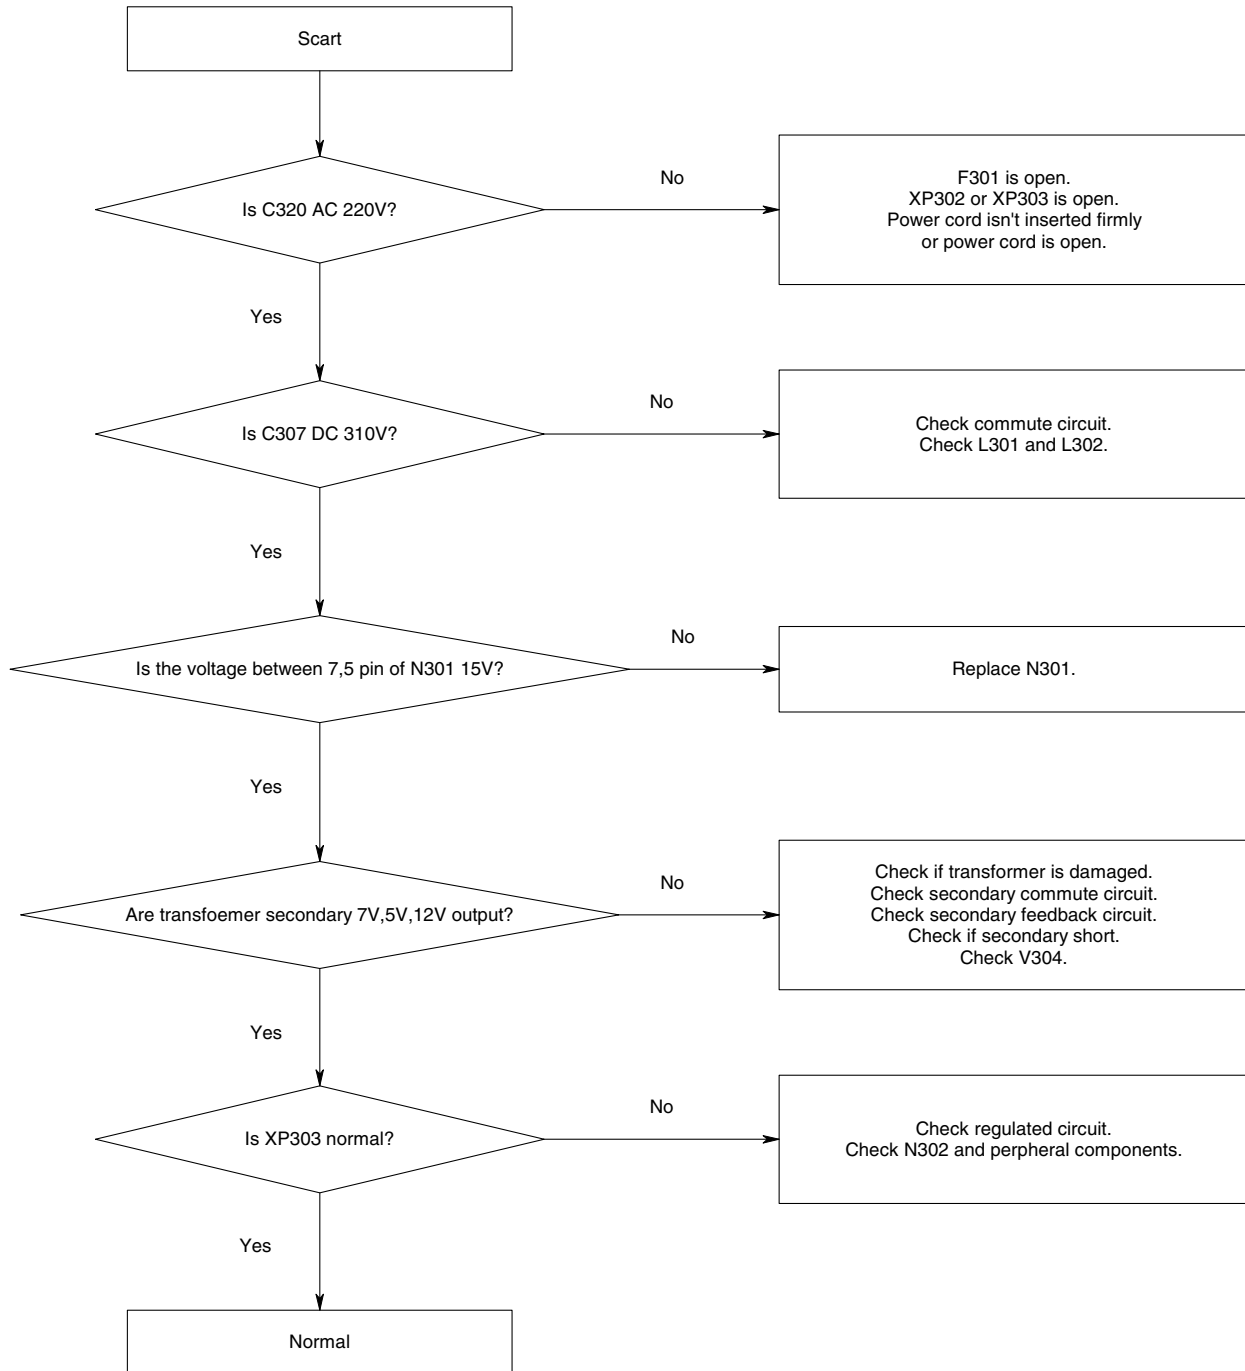 Scart
Is C320 AC 220V?
No
F301 is open.
XP302 or XP303 is open.
Power cord isn't inserted firmly
or power cord is open.
Yes
Is C307 DC 310V?
No
Check commute circuit.
Check L301 and L302.
Yes
Is the voltage between 7,5 pin of N301 15V?
No
Replace N301.
Yes
Are transfoemer secondary 7V,5V,12V output?
No
Check if transformer is damaged.
Check secondary commute circuit.
Check secondary feedback circuit.
Check if secondary short.
Check V304.
Yes
Is XP303 normal?
No
Check regulated circuit.
Check N302 and perpheral components.
Yes
Normal